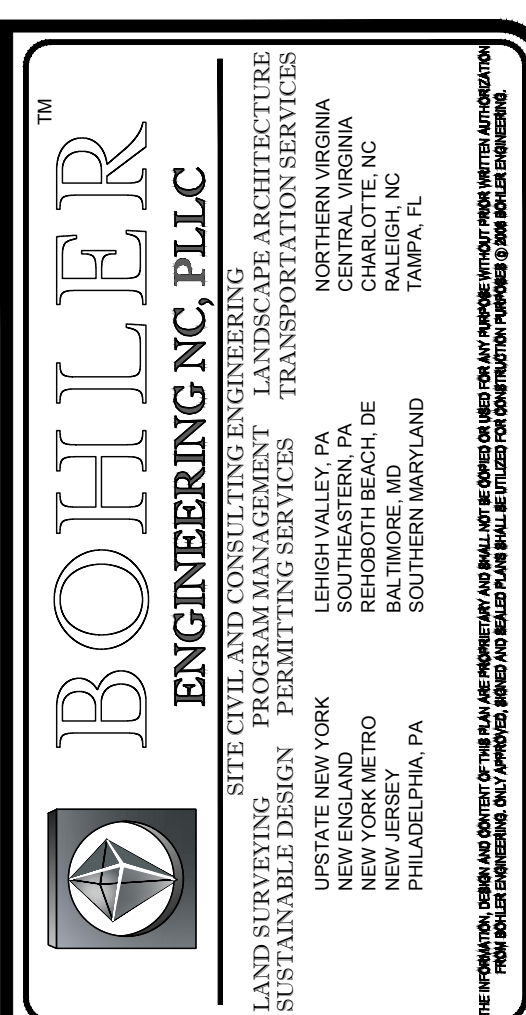 BOHLER™
ENGINEERING NC, PLLC
SITE CIVIL AND CONSULTING ENGINEERING
LAND SURVEYING PROGRAM MANAGEMENT LANDSCAPE ARCHITECTURE
SUSTAINABLE DESIGN PERMITTING SERVICES TRANSPORTATION SERVICES
UPSTATE NEW YORK LEHIGH VALLEY, PA NORTHERN VIRGINIA
NEW ENGLAND SOUTHEASTERN, PA CENTRAL VIRGINIA
NEW YORK METRO REHOBOTH BEACH, DE CHARLOTTE, NC
NEW JERSEY BALTIMORE, MD RALEIGH, NC
PHILADELPHIA, PA SOUTHERN MARYLAND TAMPA, FL
THE INFORMATION, DESIGN AND CONTENT OF THIS PLAN ARE PROPRIETARY AND SHALL NOT BE COPIED OR USED FOR ANY PURPOSE WITHOUT PRIOR WRITTEN AUTHORIZATION
FROM BOHLER ENGINEERING. ONLY APPROVED, SIGNED AND SEALED PLANS SHALL BE UTILIZED FOR CONSTRUCTION PURPOSES ©  BOHLER ENGINEERING.